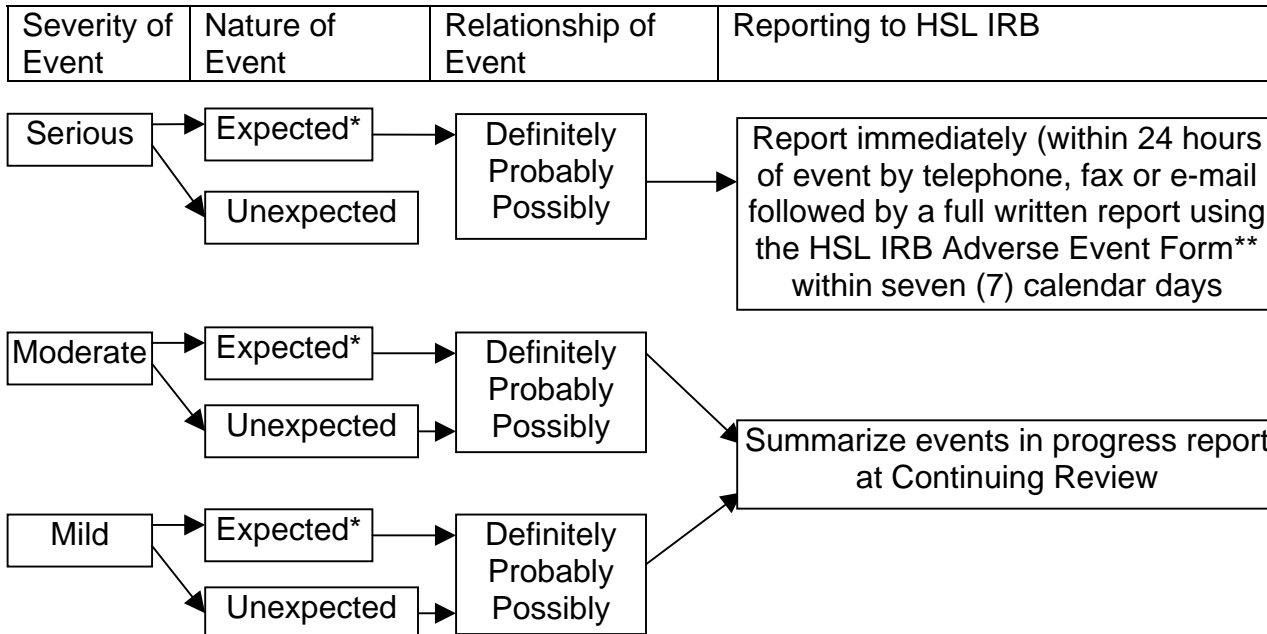 Severity of Event
Nature of Event
Relationship of Event
Reporting to HSL IRB
Serious
Expected*
Unexpected
Definitely
Probably
Possibly
Report immediately (within 24 hours
of event by telephone, fax or e-mail
followed by a full written report using
the HSL IRB Adverse Event Form**
within seven (7) calendar days
Moderate
Expected*
Unexpected
Definitely
Probably
Possibly
Summarize events in progress report
at Continuing Review
Mild
Expected*
Unexpected
Definitely
Probably
Possibly